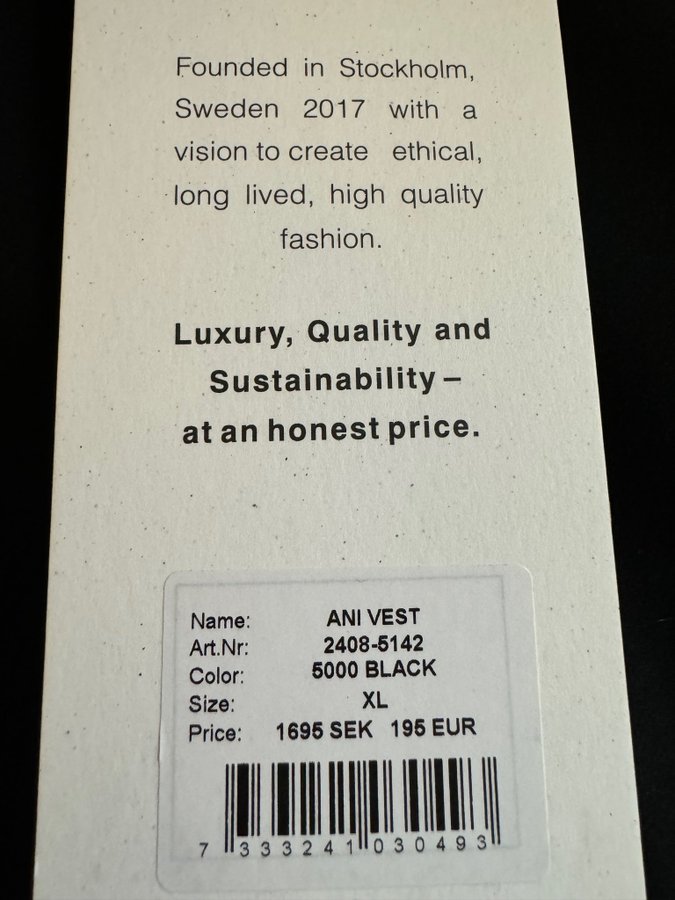 Founded in Stockholm,
Sweden 2017 with a
vision to create ethical,
long lived, high quality
fashion.
Luxury, Quality and
Sustainability –
at an honest price.
Name: ANI VEST
Art.Nr: 2408-5142
Color: 5000 BLACK
Size: XL
Price: 1695 SEK 195 EUR
7 333241 030493